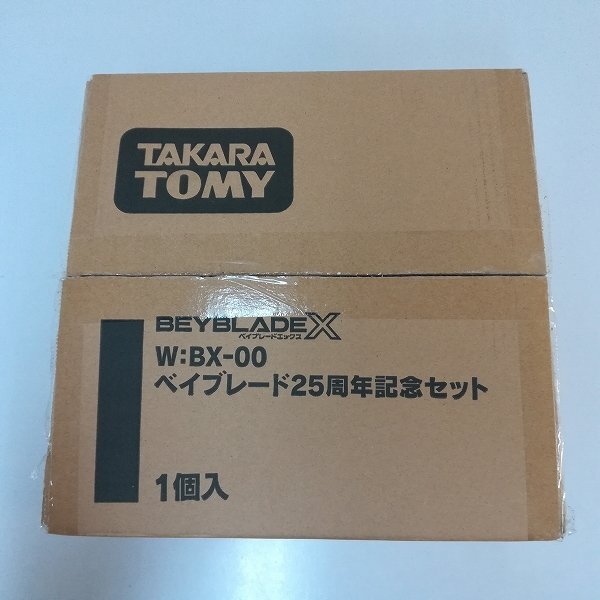 TAKARA
TOMY
BEYBLADE X
ベイブレードエックス
W:BX-00
ベイブレード25周年記念セット
1個入